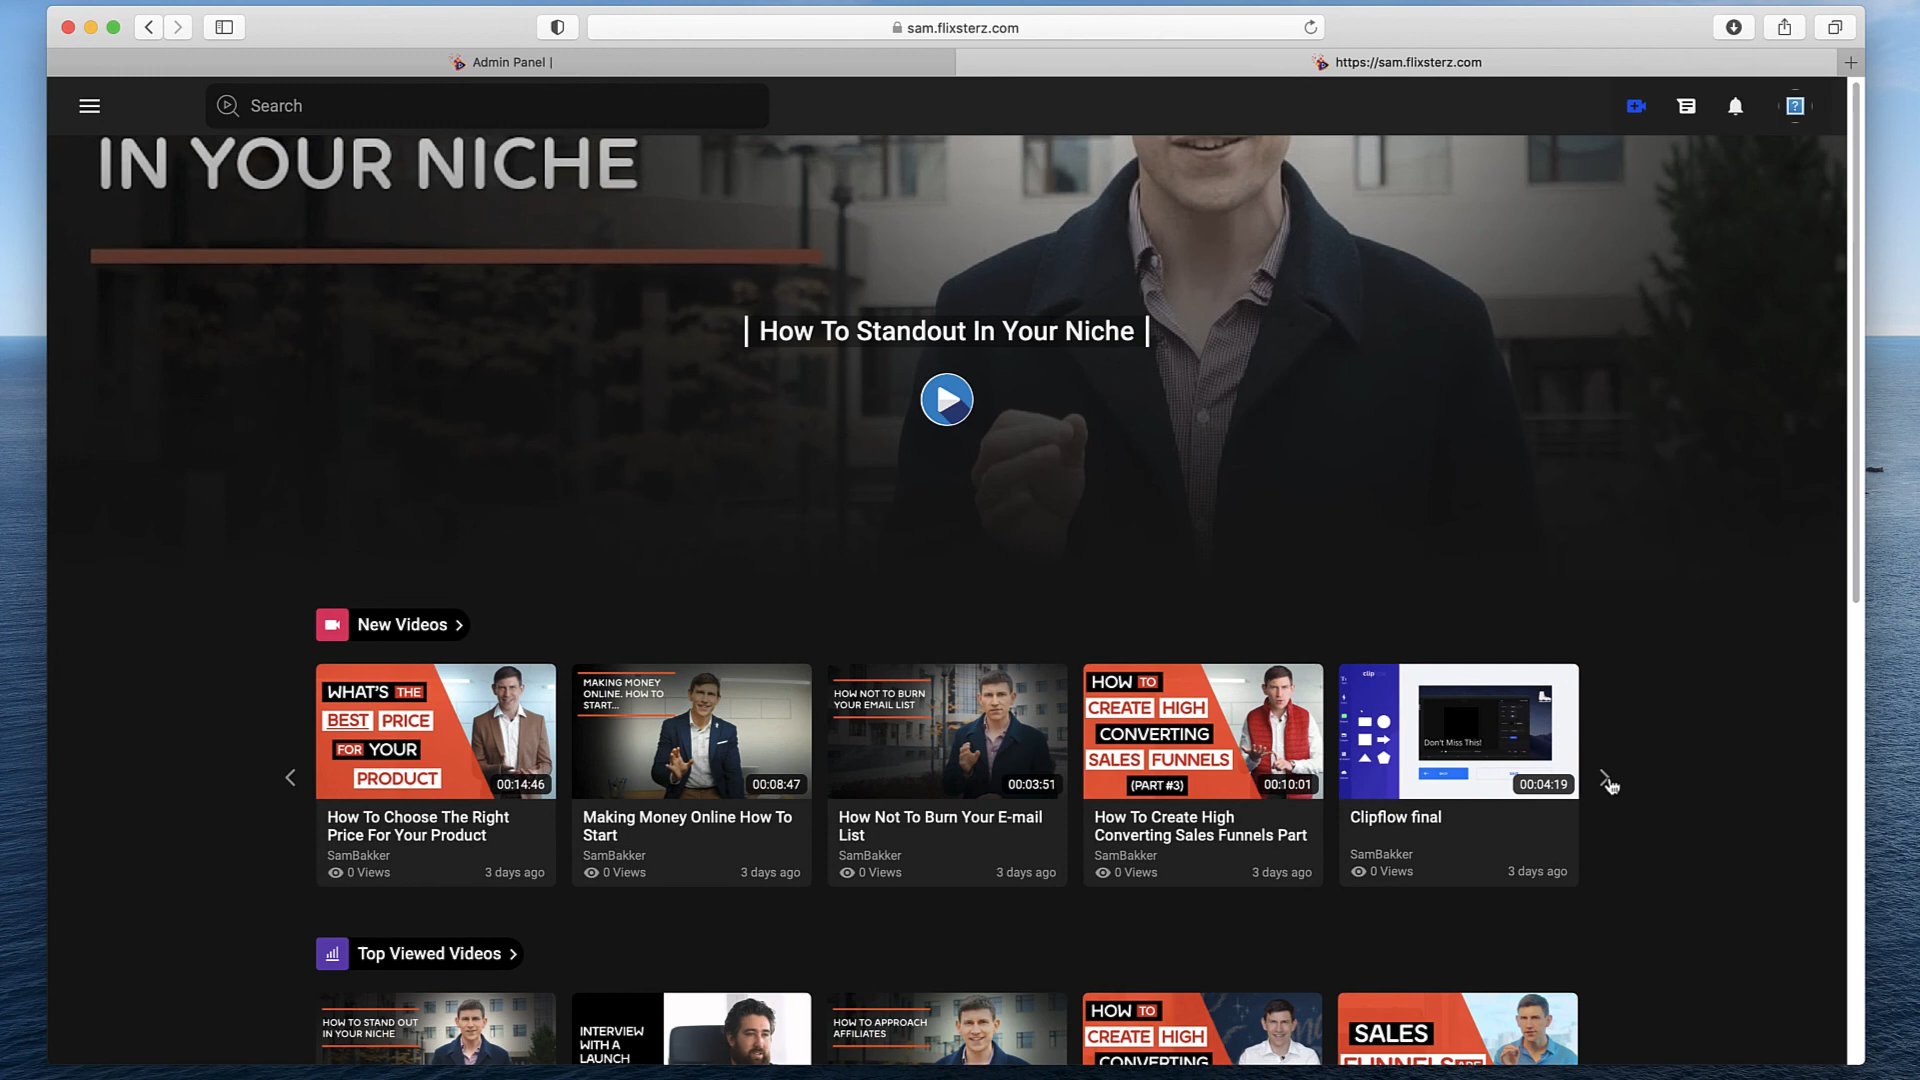 sam.flixsterz.com
Admin Panel |
https://sam.flixsterz.com
Search
IN YOUR NICHE
| How To Standout In Your Niche |
New Videos
WHAT'S THE
BEST PRICE
FOR YOUR
PRODUCT
00:14:46
How To Choose The Right
Price For Your Product
SamBakker
0 Views
3 days ago
MAKING MONEY
ONLINE. HOW TO
START...
00:08:47
Making Money Online How To
Start
SamBakker
0 Views
3 days ago
HOW NOT TO BURN
YOUR EMAIL LIST
00:03:51
How Not To Burn Your E-mail
List
SamBakker
0 Views
3 days ago
HOW TO
CREATE HIGH
CONVERTING
SALES FUNNELS
(PART #3)
00:10:01
How To Create High
Converting Sales Funnels Part
SamBakker
0 Views
3 days ago
clip
Don't Miss This!
00:04:19
Clipflow final
SamBakker
0 Views
3 days ago
Top Viewed Videos
HOW TO STAND OUT
IN YOUR NICHE
INTERVIEW
WITH A
LAUNCH
HOW TO APPROACH
AFFILIATES
HOW TO
CREATE HIGH
CONVERTING
SALES
FUNNELS ARE